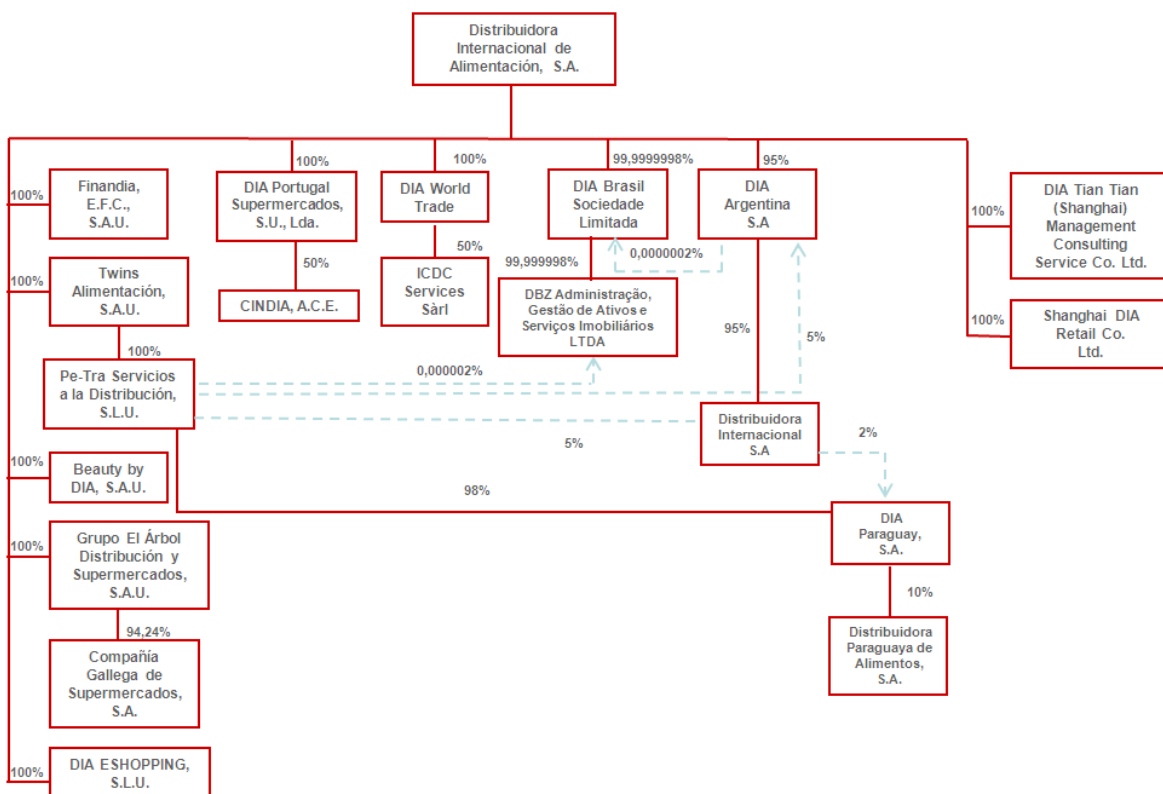 Distribuidora
Internacional de
Alimentación, S.A.
100%
100%
99,9999998%
95%
100%
Finandia,
E.F.C.,
S.A.U.
DIA Portugal
Supermercados,
S.U., Lda.
DIA World
Trade
DIA Brasil
Sociedade
Limitada
DIA
Argentina
S.A
100%
DIA Tian Tian
(Shanghai)
Management
Consulting
Service Co. Ltd.
50%
50%
99,999998%
0,0000002%
100%
Twins
Alimentación,
S.A.U.
CINDIA, A.C.E.
ICDC
Services
Sàrl
DBZ Administração,
Gestão de Ativos e
Serviços Imobiliários
LTDA
95%
5%
100%
Shanghai DIA
Retail Co.
Ltd.
100%
Pe-Tra Servicios
a la Distribución,
S.L.U.
0,000002%
5%
Distribuidora
Internacional
S.A
2%
100%
Beauty by
DIA, S.A.U.
98%
DIA
Paraguay,
S.A.
100%
Grupo El Árbol
Distribución y
Supermercados,
S.A.U.
10%
94,24%
Distribuidora
Paraguaya de
Alimentos,
S.A.
Compañía
Gallega de
Supermercados,
S.A.
100%
DIA ESHOPPING,
S.L.U.